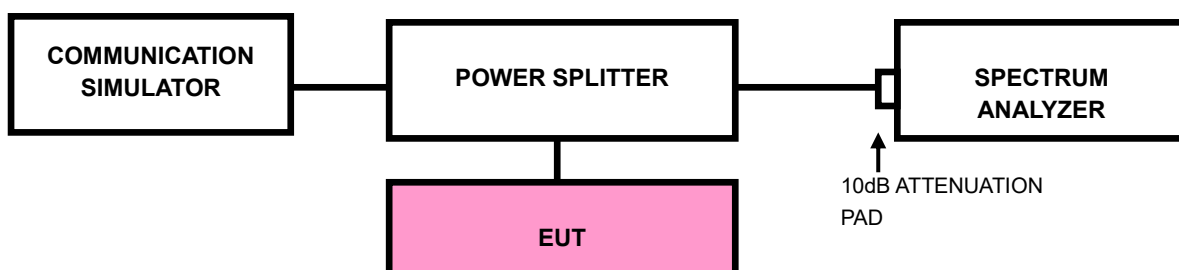 COMMUNICATION
SIMULATOR
POWER SPLITTER
SPECTRUM
ANALYZER
10dB ATTENUATION
PAD
EUT